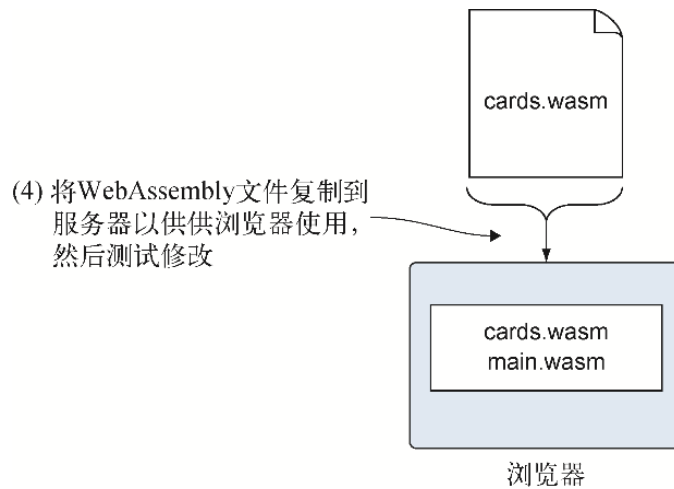 cards.wasm
(4) 将WebAssembly文件复制到
服务器以供供浏览器使用，
然后测试修改
cards.wasm
main.wasm
浏览器